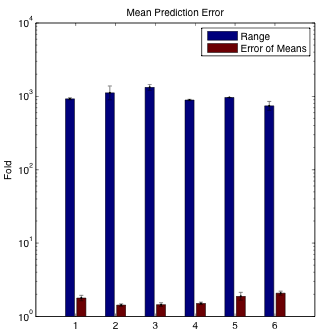 Mean Prediction Error
10^4
Range
Error of Means
10^3
10^2
Fold
10^1
10^0
1 2 3 4 5 6